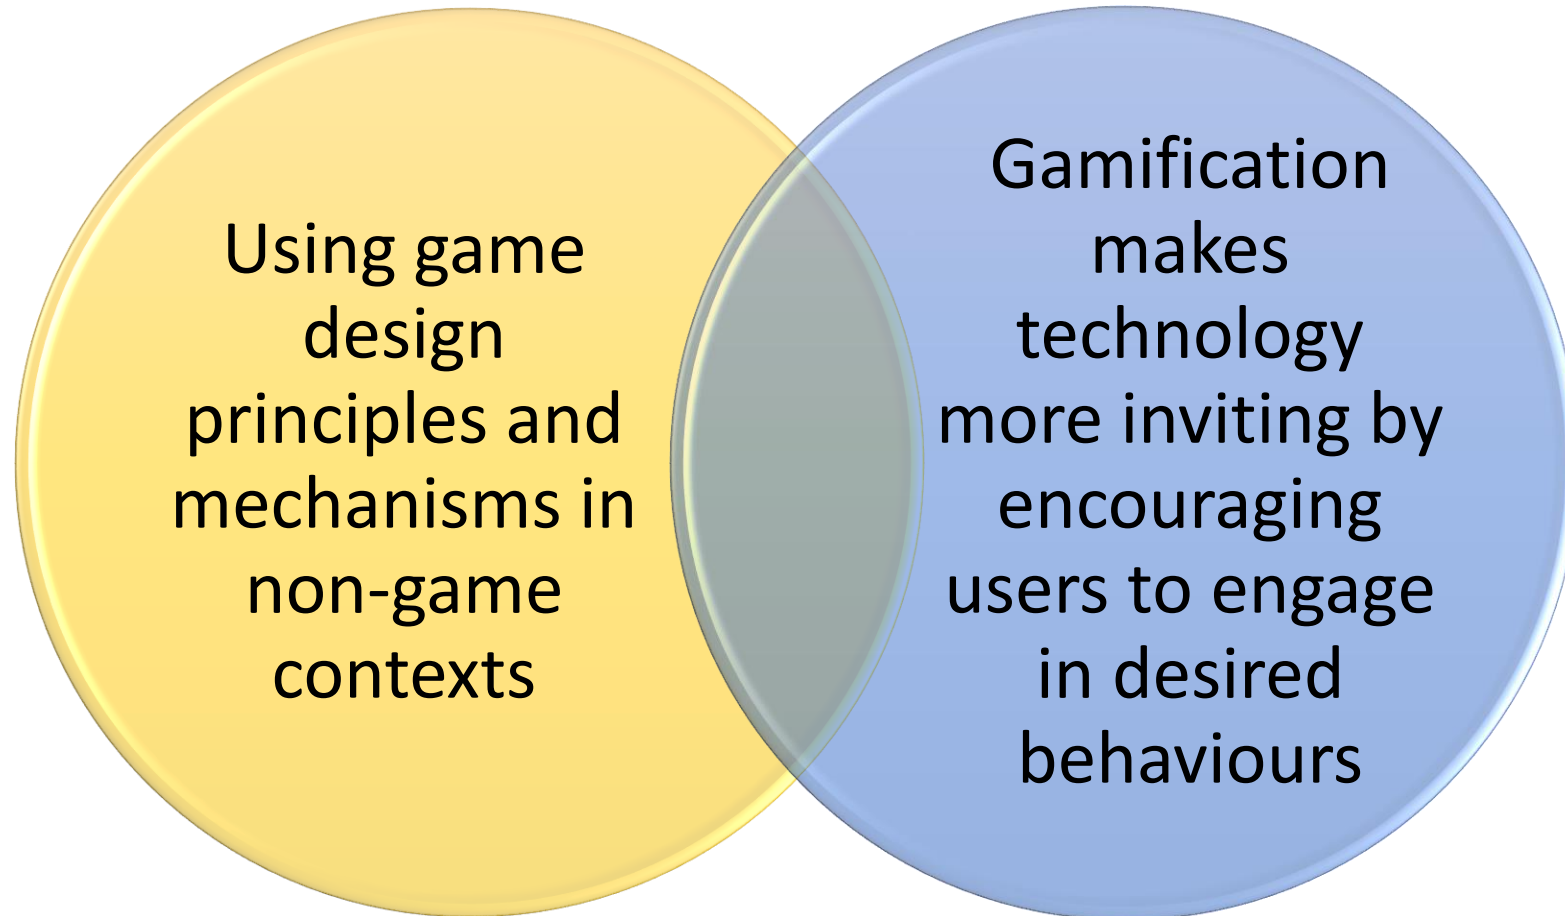 Using game
design
principles and
mechanisms in
non-game
contexts
Gamification
makes
technology
more inviting by
encouraging
users to engage
in desired
behaviours